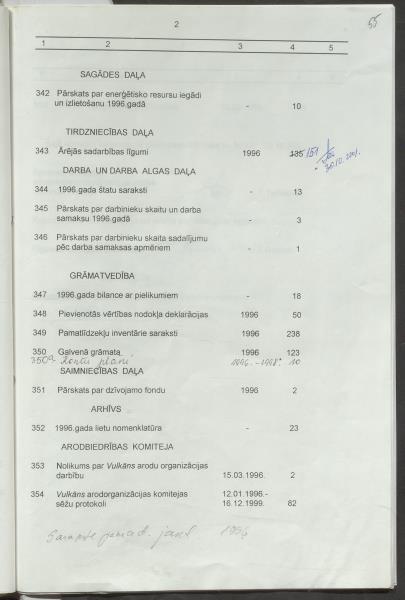 2
55
1 2 3 4 5
SAGĀDES DAĻA
342 Pārskats par enerģētisko resursu iegādi
un izlietošanu 1996.gadā - 10
TIRDZNIECĪBAS DAĻA
343 Ārējās sadarbības līgumi 1996 135 151
30.12.2001.
DARBA UN DARBA ALGAS DAĻA
344 1996.gada štatu saraksti - 13
345 Pārskats par darbinieku skaitu un darba
samaksu 1996.gadā - 3
346 Pārskats par darbinieku skaita sadalījumu
pēc darba samaksas apmēriem - 1
GRĀMATVEDĪBA
347 1996.gada bilance ar pielikumiem - 18
348 Pievienotās vērtības nodokļa deklarācijas 1996 50
349 Pamatlīdzekļu inventārie saraksti 1996 238
350 Galvenā grāmata 1996 123
350a Kontu plāni 1996.-1998. 10
SAIMNIECĪBAS DAĻA
351 Pārskats par dzīvojamo fondu 1996 2
ARHĪVS
352 1996.gada lietu nomenklatūra - 23
ARODBIEDRĪBAS KOMITEJA
353 Nolikums par Vulkāns arodu organizācijas
darbību 15.03.1996. 2
354 Vulkāns arodorganizācijas komitejas 12.01.1996.-
sēžu protokoli 16.12.1999. 82
1996